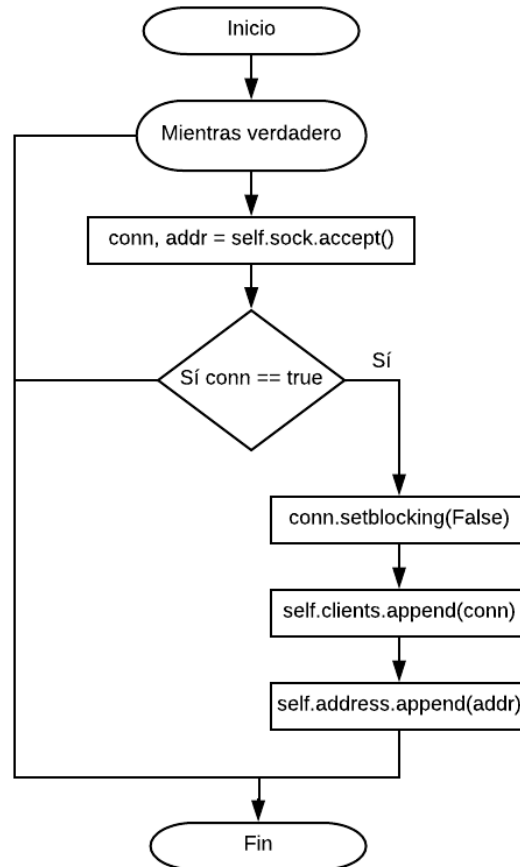 Inicio
Mientras verdadero
conn, addr = self.sock.accept()
Sí conn == true
Sí
conn.setblocking(False)
self.clients.append(conn)
self.address.append(addr)
Fin